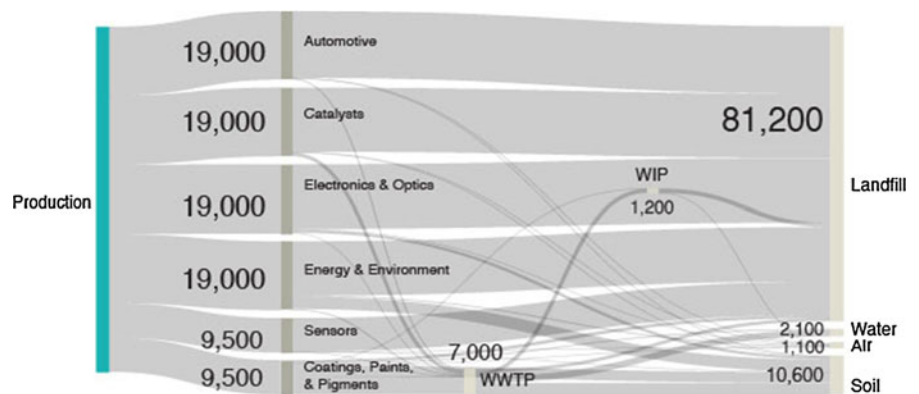 Production
19,000
Automotive
19,000
Catalysts
19,000
Electronics & Optics
19,000
Energy & Environment
9,500
Sensors
9,500
Coatings, Paints,
& Pigments
7,000
WWTP
WIP
1,200
81,200
Landfill
2,100
Water
1,100
Air
10,600
Soil